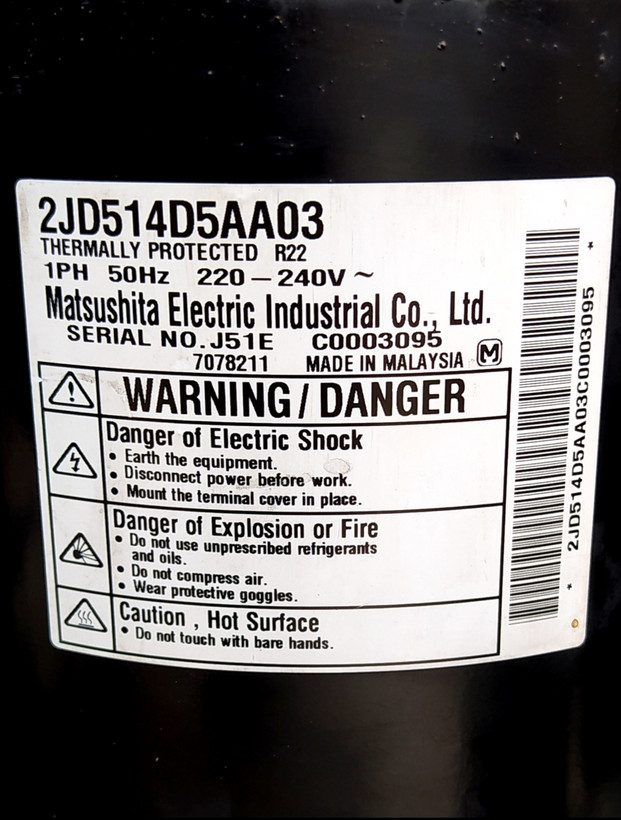 2JD514D5AA03
THERMALLY PROTECTED R22
1PH 50Hz 220 – 240V ~
Matsushita Electric Industrial Co., Ltd.
SERIAL NO. J51E C0003095
7078211 MADE IN MALAYSIA M
WARNING / DANGER
Danger of Electric Shock
• Earth the equipment.
• Disconnect power before work.
• Mount the terminal cover in place.
Danger of Explosion or Fire
• Do not use unprescribed refrigerants
and oils.
• Do not compress air.
• Wear protective goggles.
Caution , Hot Surface
• Do not touch with bare hands.
* 2JD514D5AA03C0003095 *